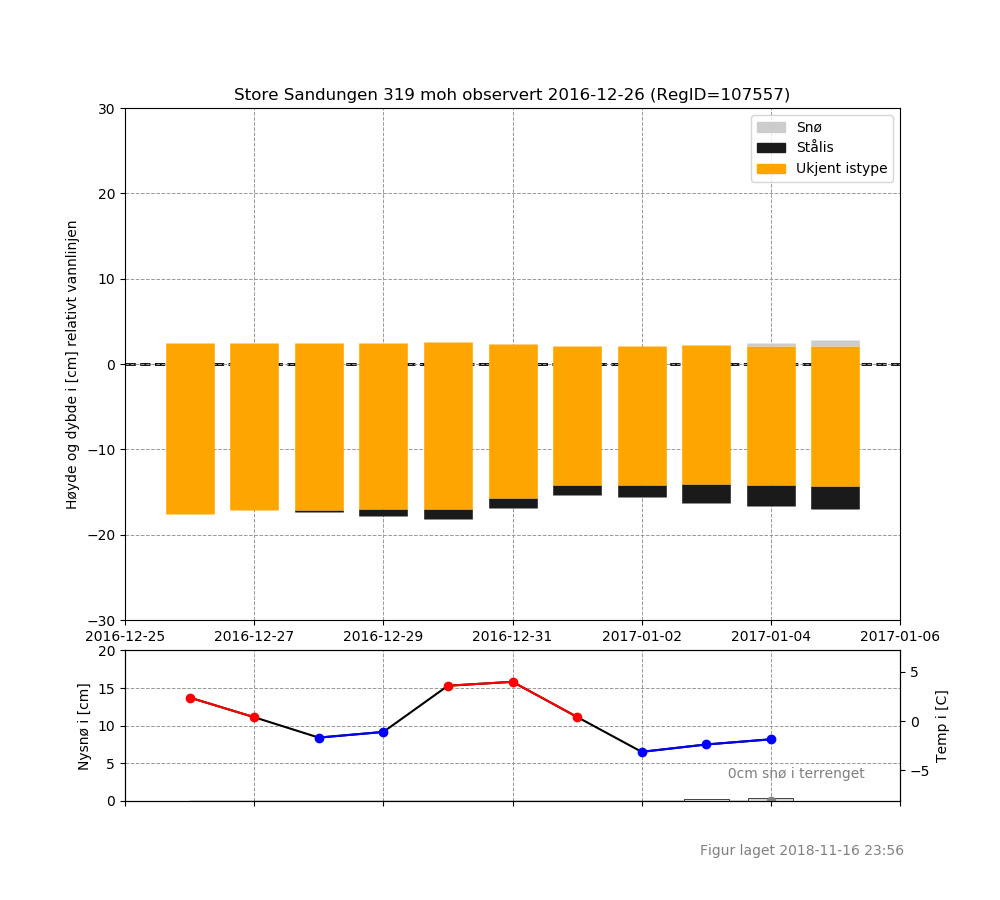 Store Sandungen 319 moh observert 2016-12-26 (RegID=107557)
30
20
10
0
−10
−20
−30
Høyde og dybde i [cm] relativt vannlinjen
Snø
Stålis
Ukjent istype
2016-12-25 2016-12-27 2016-12-29 2016-12-31 2017-01-02 2017-01-04 2017-01-06
20
15
10
5
0
Nysnø i [cm]
5
0
−5
Temp i [C]
0cm snø i terrenget
Figur laget 2018-11-16 23:56